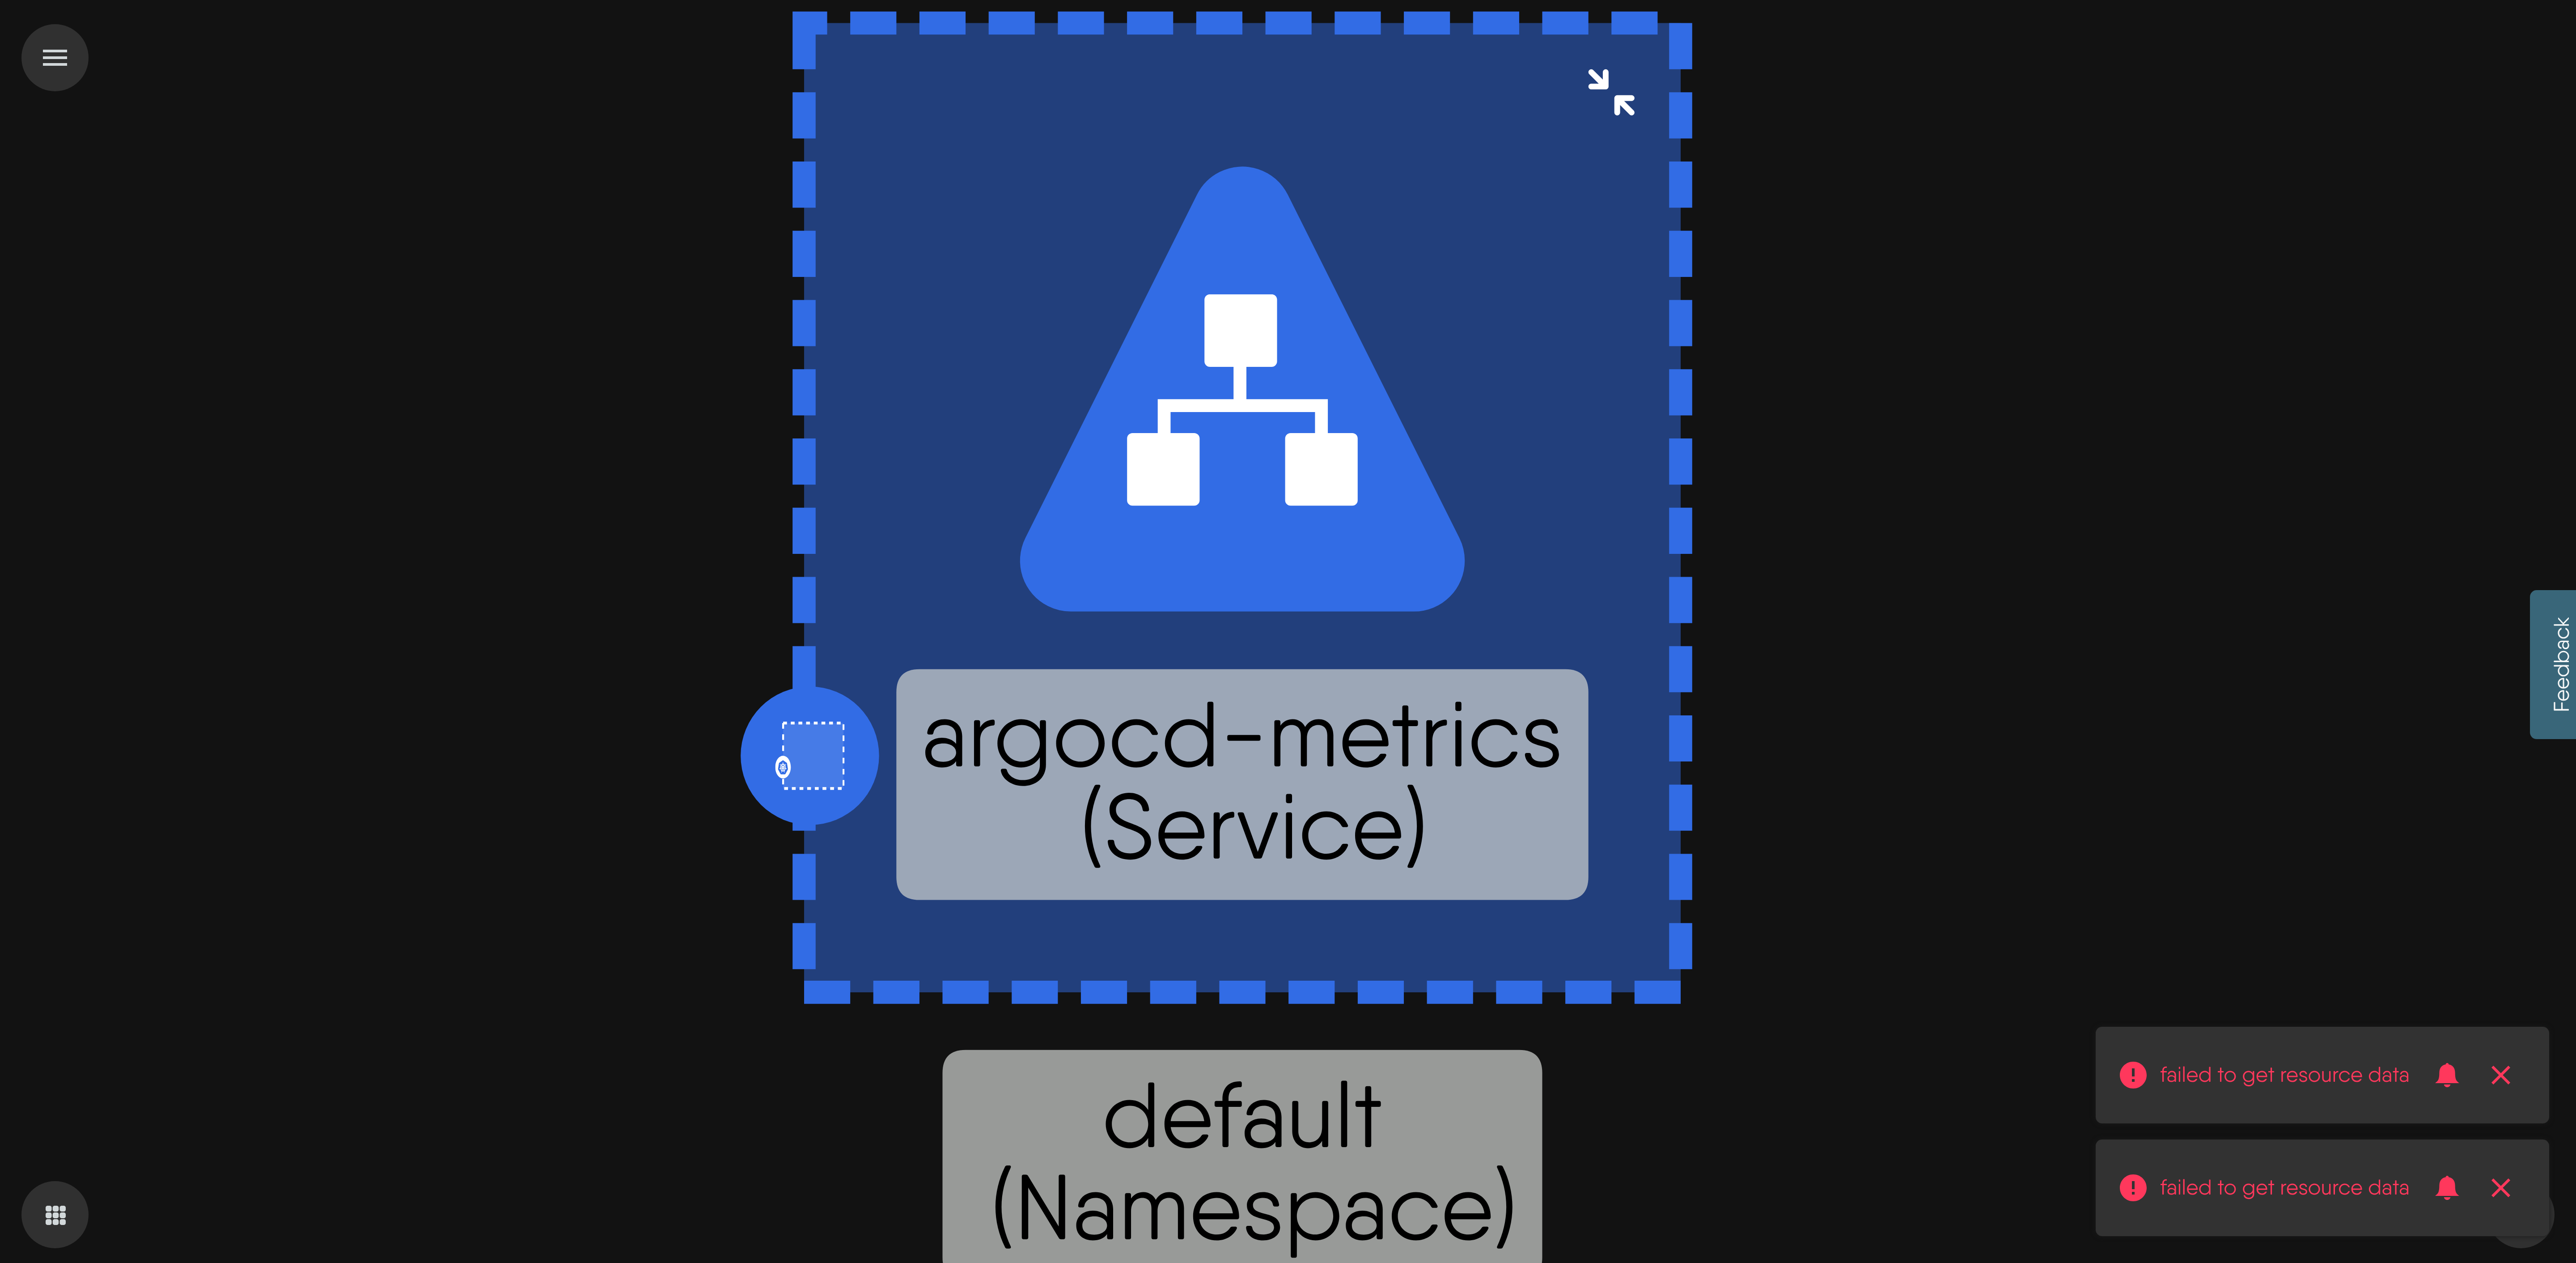 argocd-metrics
(Service)
default
(Namespace)
Feedback
failed to get resource data
failed to get resource data